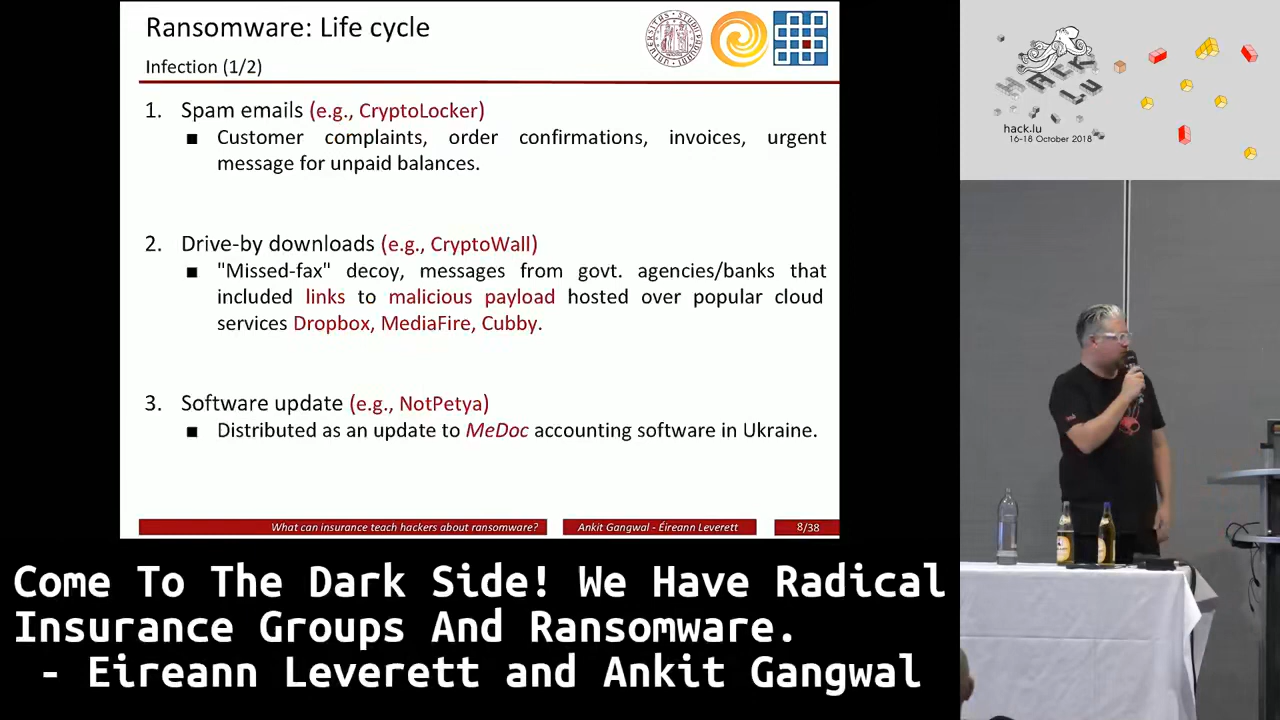 Ransomware: Life cycle
Infection (1/2)
1. Spam emails (e.g., CryptoLocker)
■ Customer complaints, order confirmations, invoices, urgent
message for unpaid balances.
2. Drive-by downloads (e.g., CryptoWall)
■ "Missed-fax" decoy, messages from govt. agencies/banks that
included links to malicious payload hosted over popular cloud
services Dropbox, MediaFire, Cubby.
3. Software update (e.g., NotPetya)
■ Distributed as an update to MeDoc accounting software in Ukraine.
What can insurance teach hackers about ransomware?
Ankit Gangwal - Éireann Leverett
8/38
HACK
LU
hack.lu
16-18 October 2018
Come To The Dark Side! We Have Radical
Insurance Groups And Ransomware.
- Eireann Leverett and Ankit Gangwal